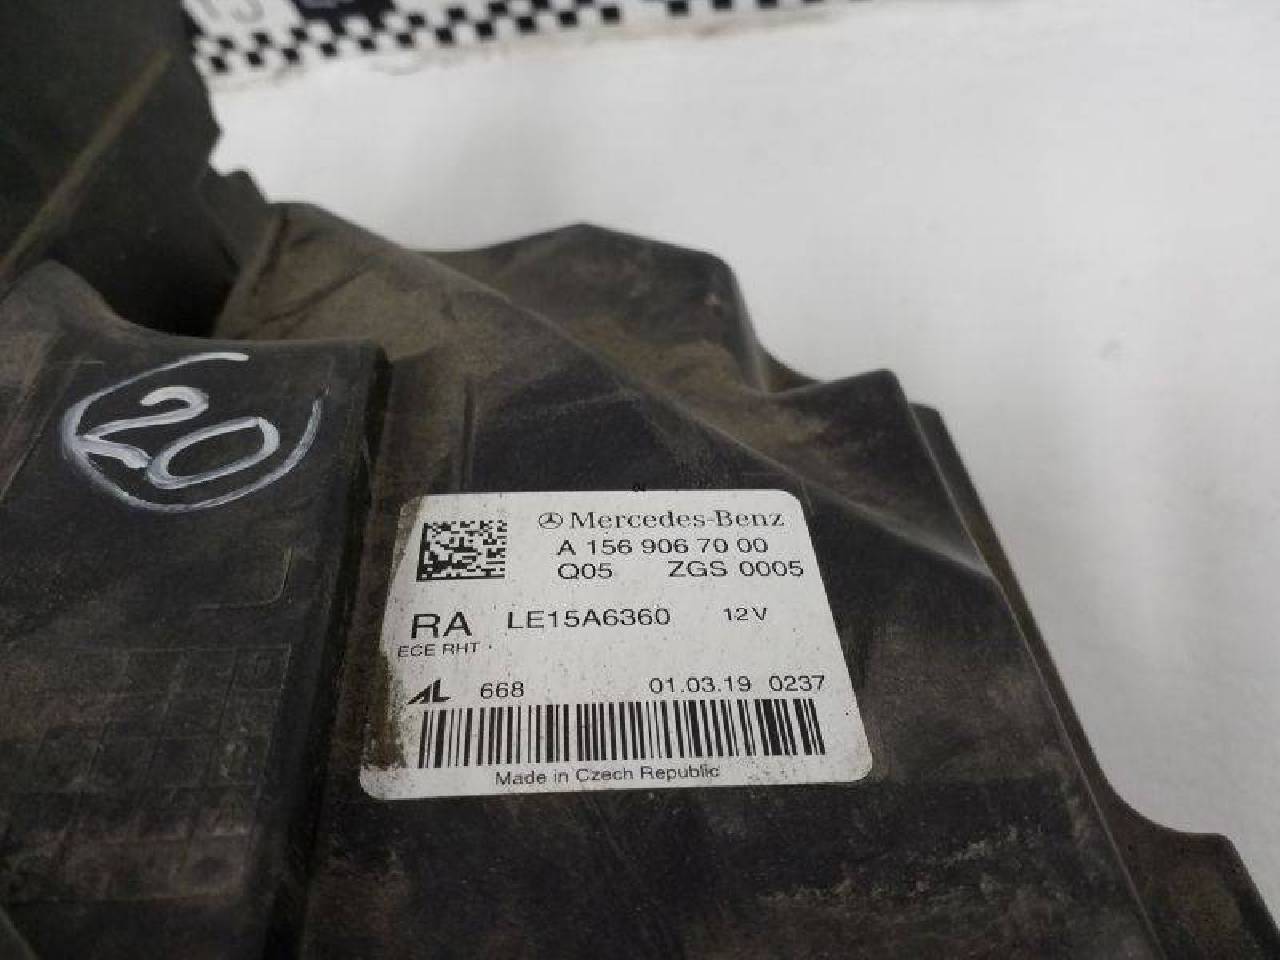 20
Mercedes-Benz
A 156 906 70 00
Q05 ZGS 0005
RA LE15A6360 12V
ECE RHT
AL 668 01.03.19 0237
Made in Czech Republic